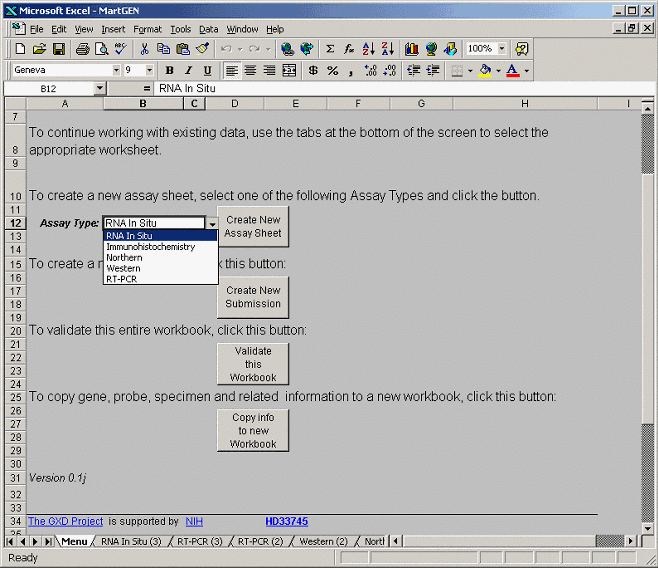 Microsoft Excel - MartGEN
File Edit View Insert Format Tools Data Window Help
100%
Geneva 9 B I U $ % ,
B12 = RNA In Situ
A B C D E F G H I
7
8 To continue working with existing data, use the tabs at the bottom of the screen to select the
appropriate worksheet.
9
10 To create a new assay sheet, select one of the following Assay Types and click the button.
11
12 Assay Type: RNA In Situ
Create New
Assay Sheet
13 RNA In Situ
14 Immunohistochemistry
Northern
Western
RT-PCR
15 To create a n ck this button:
16
17 Create New
18 Submission
19
20 To validate this entire workbook, click this button:
21
22 Validate
23 this
24 Workbook
25 To copy gene, probe, specimen and related information to a new workbook, click this button:
26
27 Copy info
28 to new
29 Workbook
30
31 Version 0.1j
32
33
34 The GXD Project is supported by NIH HD33745
35
Menu RNA In Situ (3) RT-PCR (3) RT-PCR (2) Western (2) Nort
Ready